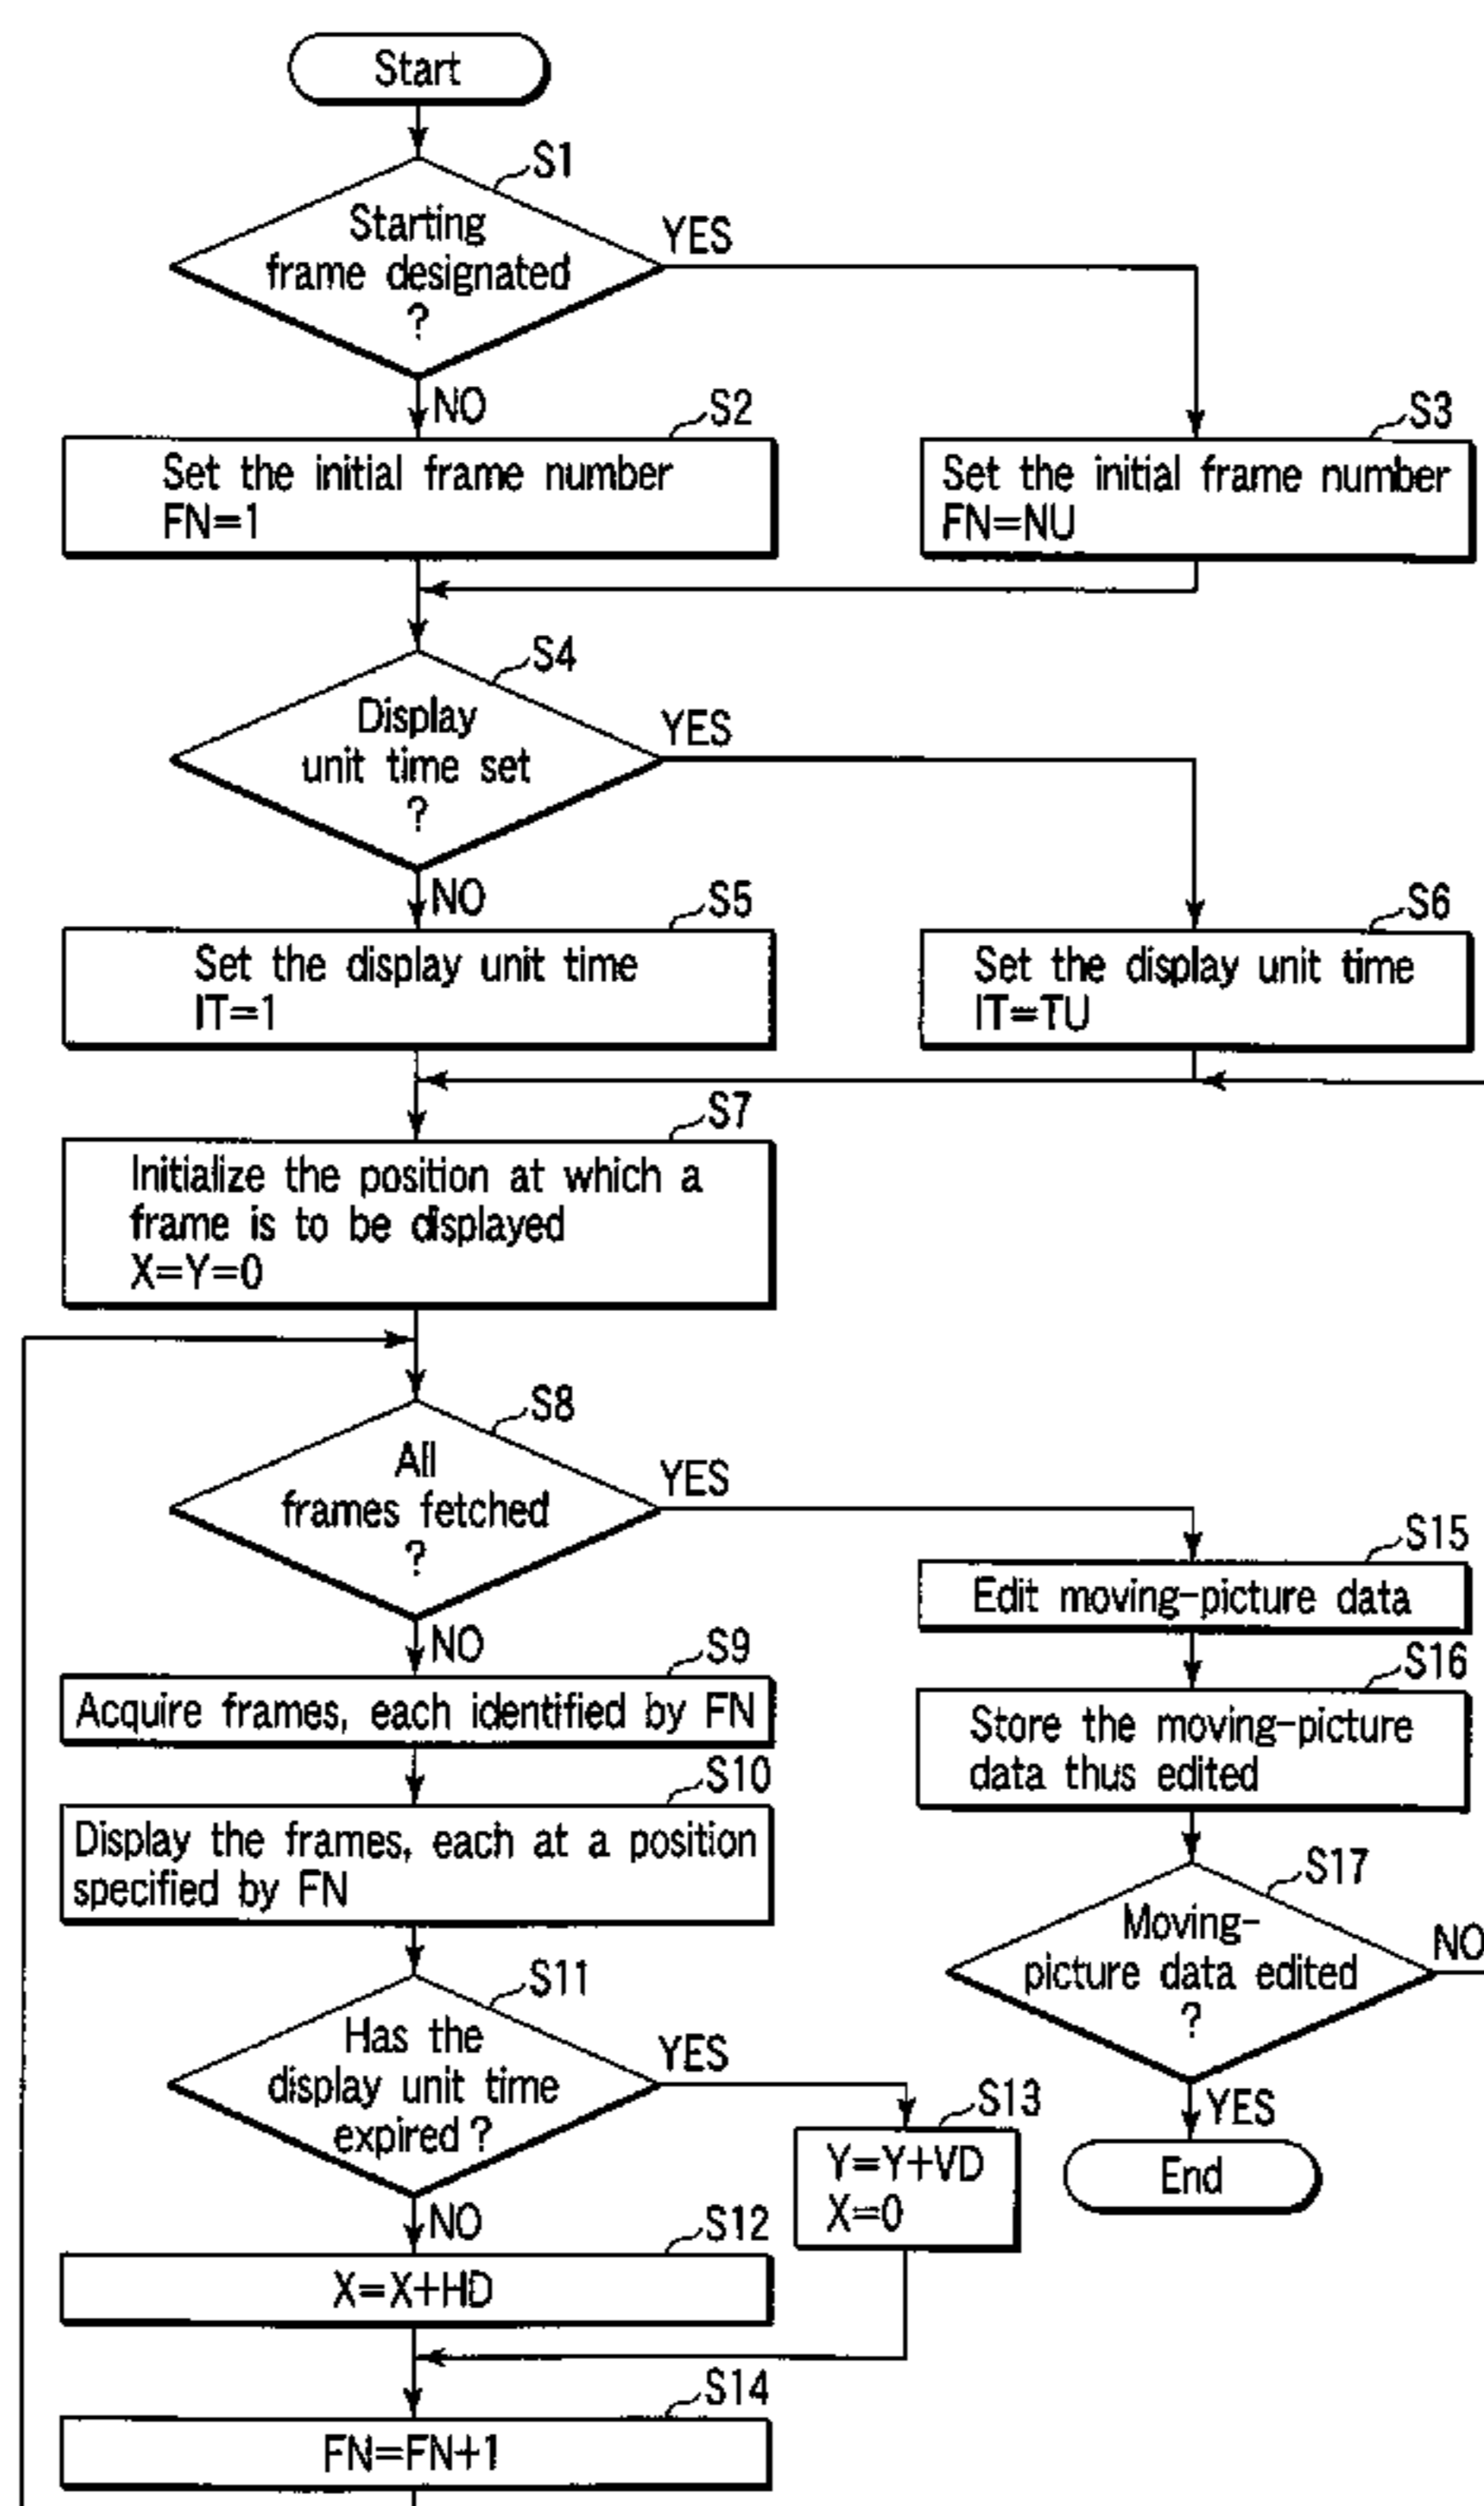 Start
S1
Starting
frame designated
?
YES
NO
S2
Set the initial frame number
FN=1
S3
Set the initial frame number
FN=NU
S4
Display
unit time set
?
YES
NO
S5
Set the display unit time
IT=1
S6
Set the display unit time
IT=TU
S7
Initialize the position at which a
frame is to be displayed
X=Y=0
S8
All
frames fetched
?
YES
NO
S9
Acquire frames, each identified by FN
S10
Display the frames, each at a position
specified by FN
S11
Has the
display unit time
expired ?
YES
NO
S12
X=X+HD
S13
Y=Y+VD
X=0
S14
FN=FN+1
S15
Edit moving-picture data
S16
Store the moving-picture
data thus edited
S17
Moving-
picture data edited
?
NO
YES
End